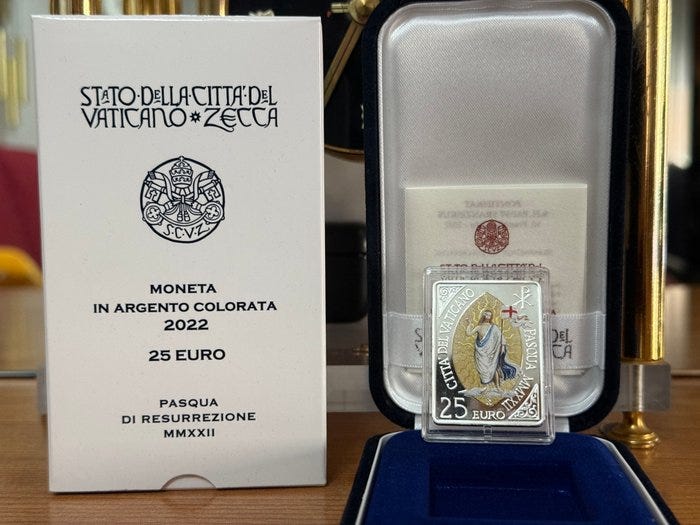 STATO·DELLA·CITTA'·DEL
VATICANO * ZECCA
S.C.V.Z.
MONETA
IN ARGENTO COLORATA
2022
25 EURO
PASQUA
DI RESURREZIONE
MMXXII
CITTÀ DEL VATICANO
PASQUA MMXXII
25 EURO